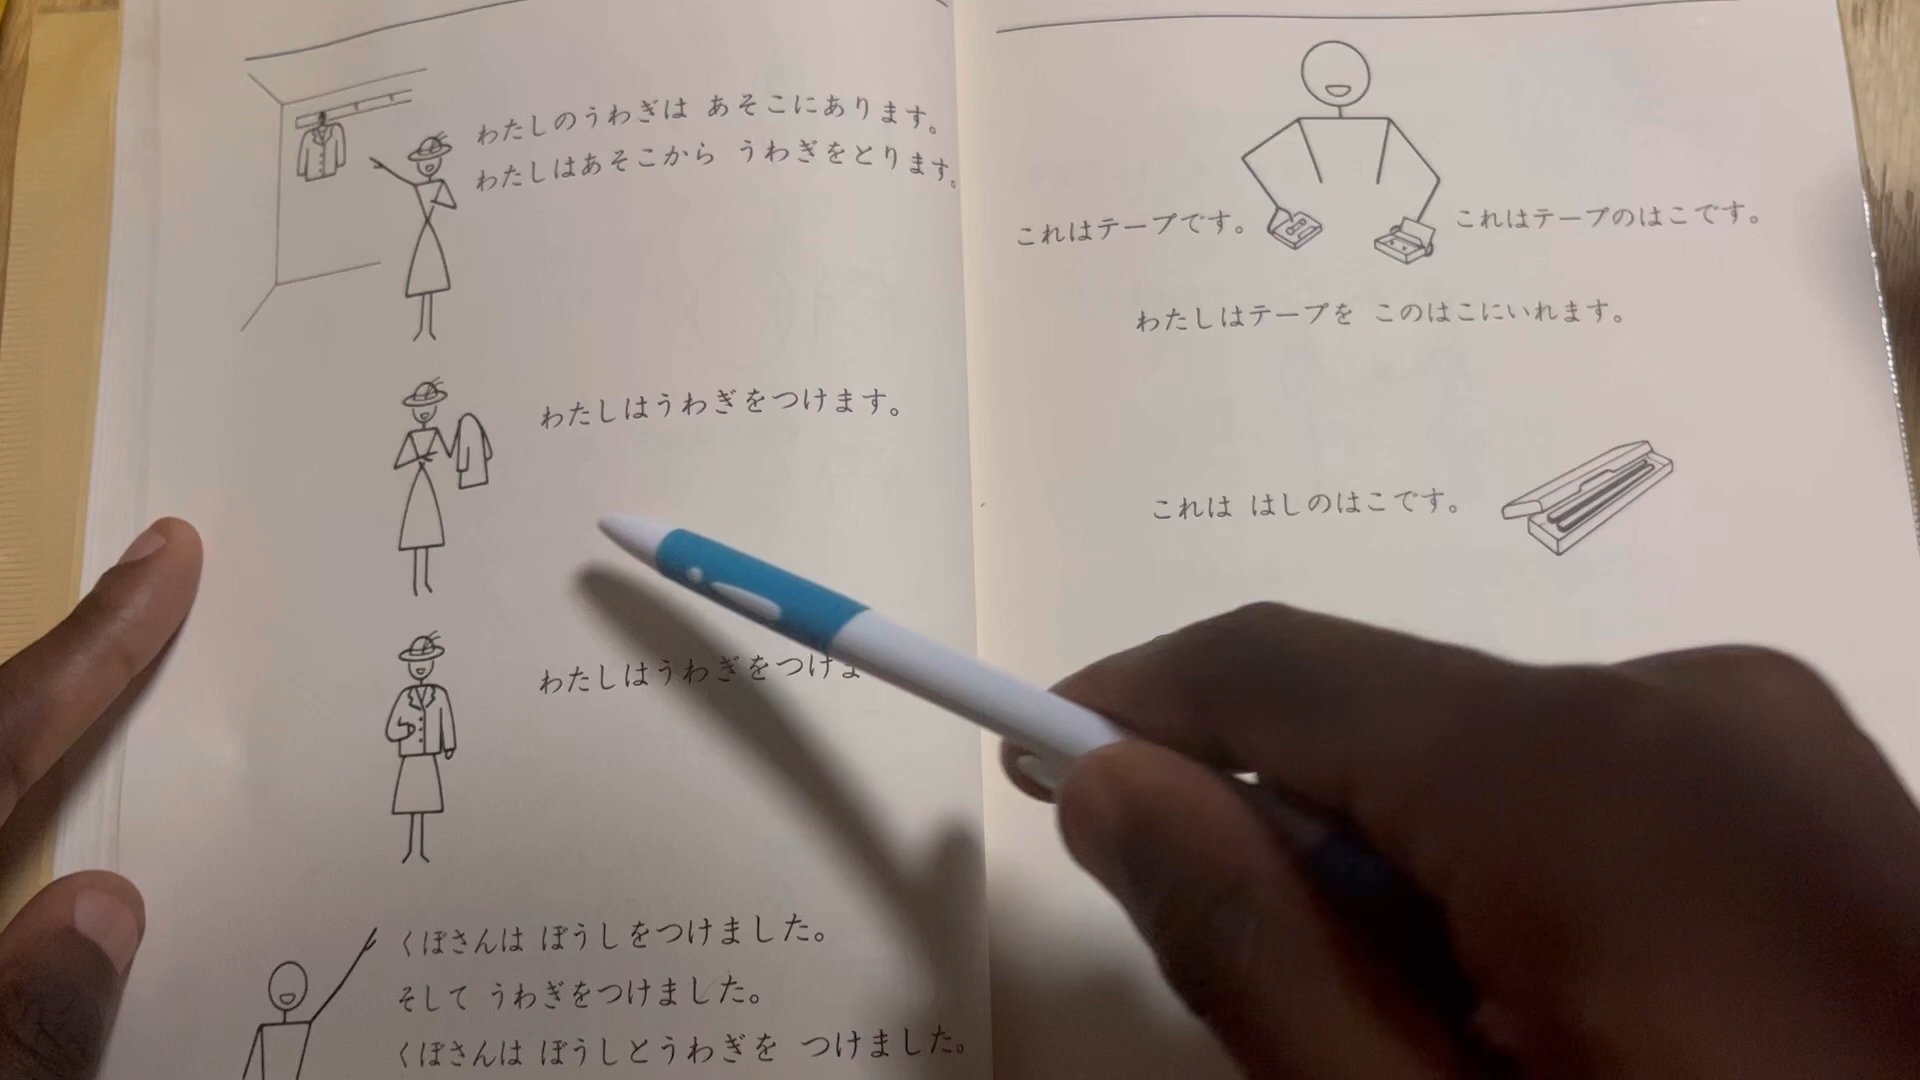 わたしのうわぎは あそこにあります。
わたしはあそこから うわぎをとります。
わたしはうわぎをつけます。
わたしはうわぎをつけま
くぼさんは ぼうしをつけました。
そして うわぎをつけました。
くぼさんは ぼうしとうわぎを つけました。
これはテープです。
これはテープのはこです。
わたしはテープを このはこにいれます。
これは はしのはこです。